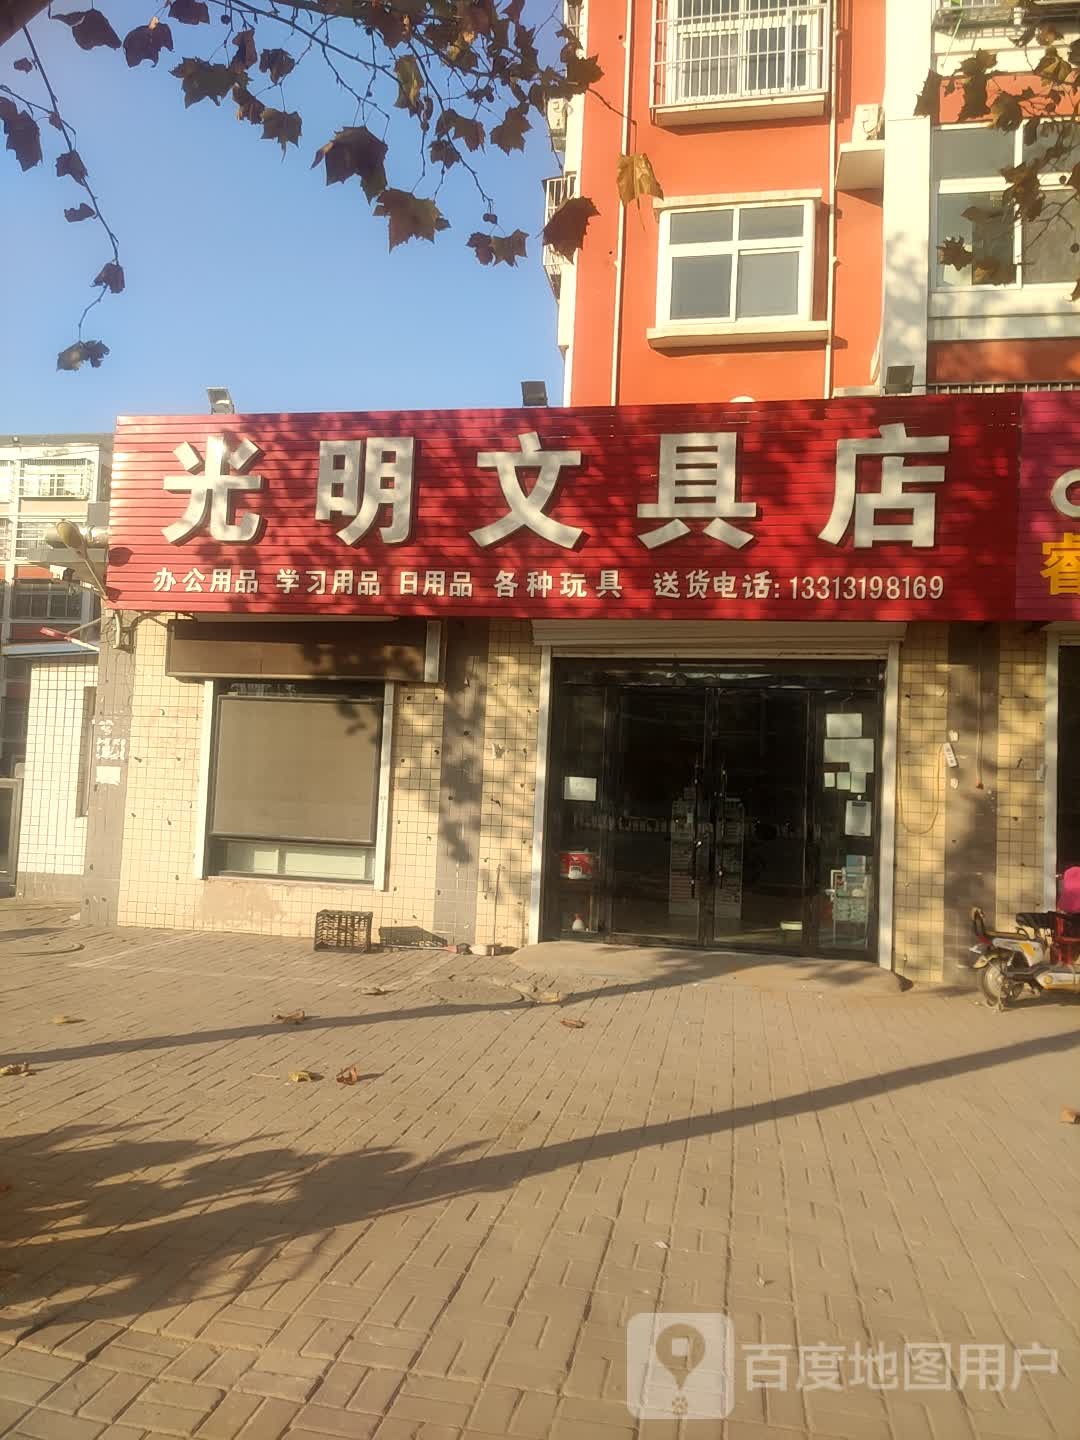 光明文具店
办公用品 学习用品 日用品 各种玩具 送货电话:13313198169
睿
百度地图用户